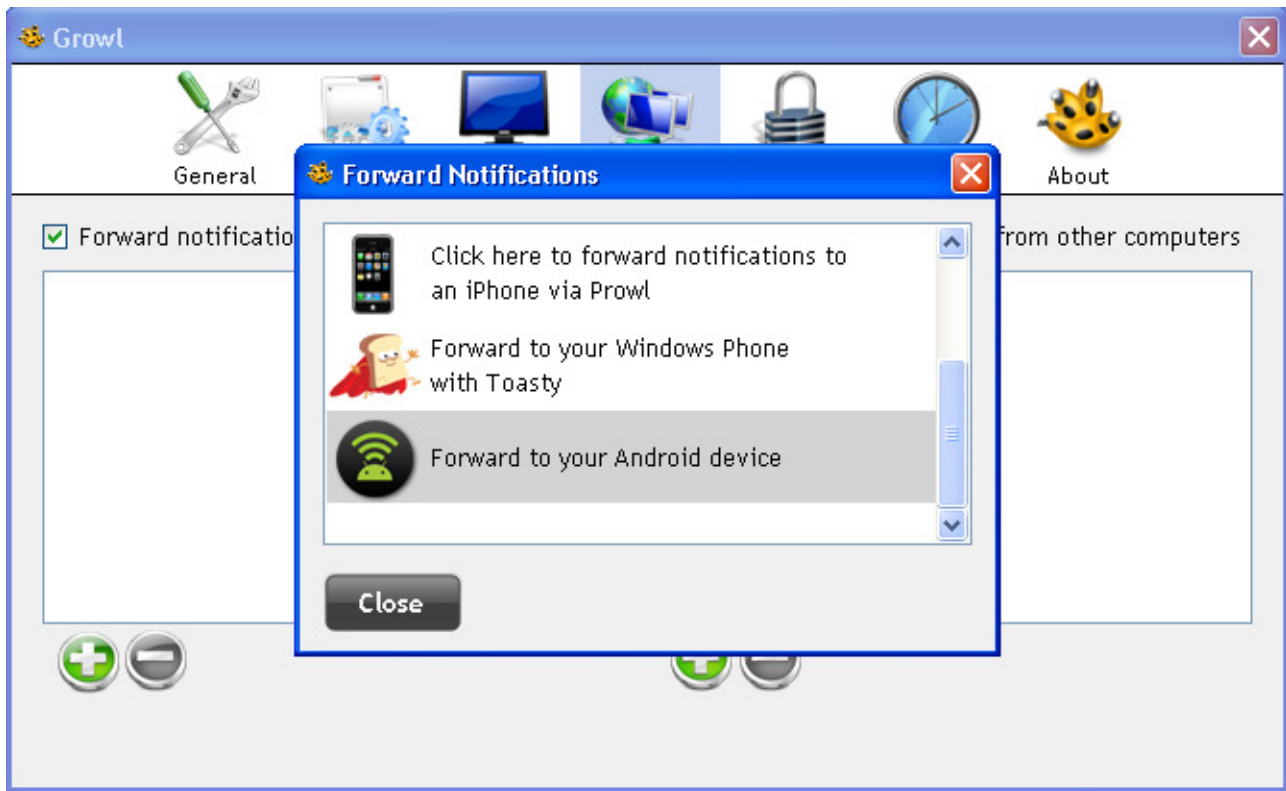 Growl
General
About
Forward Notifications
Forward notificatio
from other computers
Click here to forward notifications to
an iPhone via Prowl
Forward to your Windows Phone
with Toasty
Forward to your Android device
Close